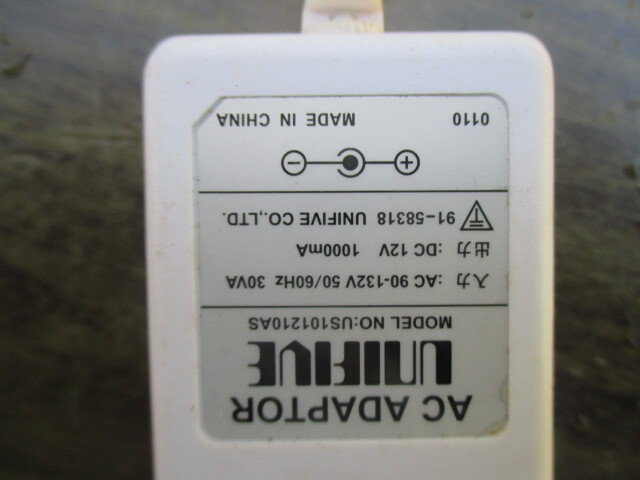 AC ADAPTOR
UNIFIVE
MODEL NO:US101210AS
入力 :AC 90-132V 50/60Hz 30VA
出力 :DC 12V 1000mA
T 91-58318 UNIFIVE CO.,LTD.
+ −
0110 MADE IN CHINA